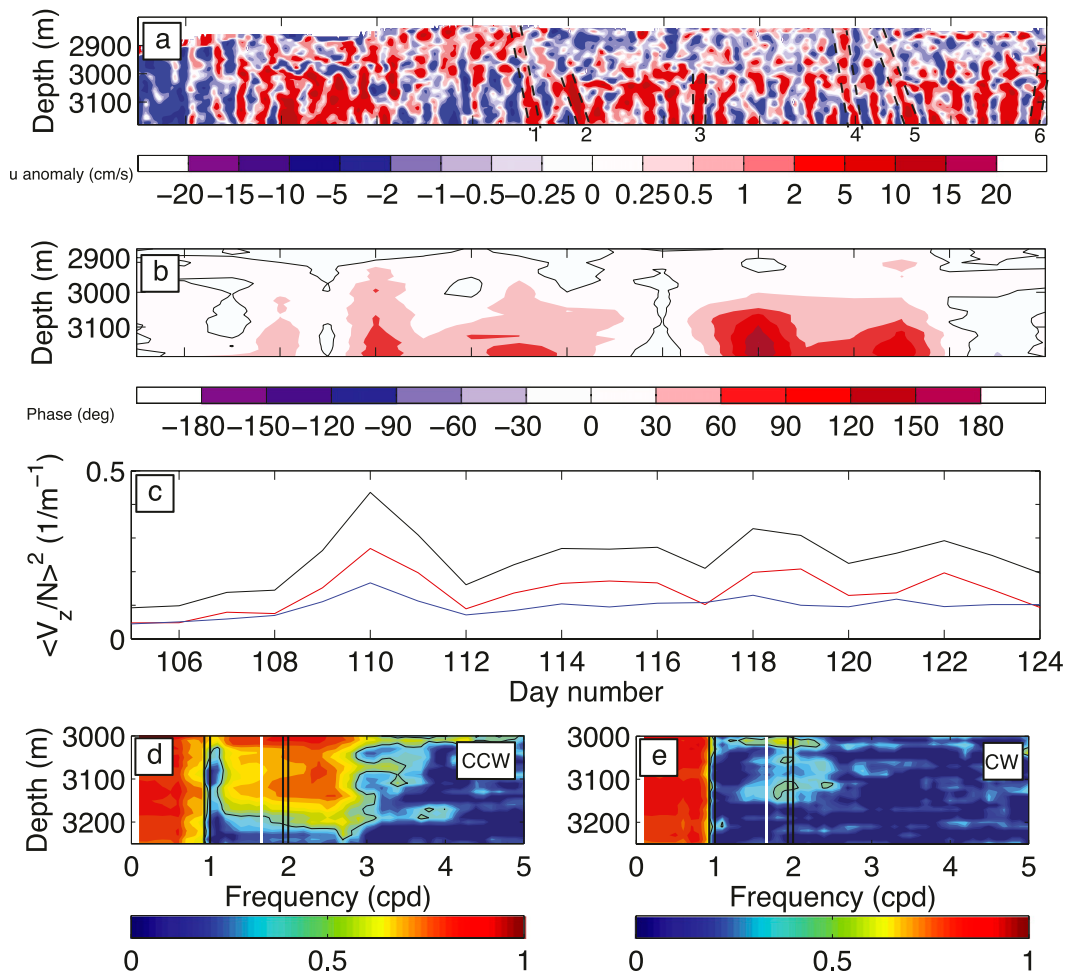 a
Depth (m)
2900
3000
3100
1 2 3 4 5 6
u anomaly (cm/s)
−20 −15 −10 −5 −2 −1 −0.5 −0.25 0 0.25 0.5 1 2 5 10 15 20
b
Depth (m)
2900
3000
3100
Phase (deg)
−180 −150 −120 −90 −60 −30 0 30 60 90 120 150 180
c
<V_z/N>² (1/m⁻¹)
0.5
0
106 108 110 112 114 116 118 120 122 124
Day number
d
CCW
Depth (m)
3000
3100
3200
0 1 2 3 4 5
Frequency (cpd)
0 0.5 1
e
CW
3000
3100
3200
0 1 2 3 4 5
Frequency (cpd)
0 0.5 1